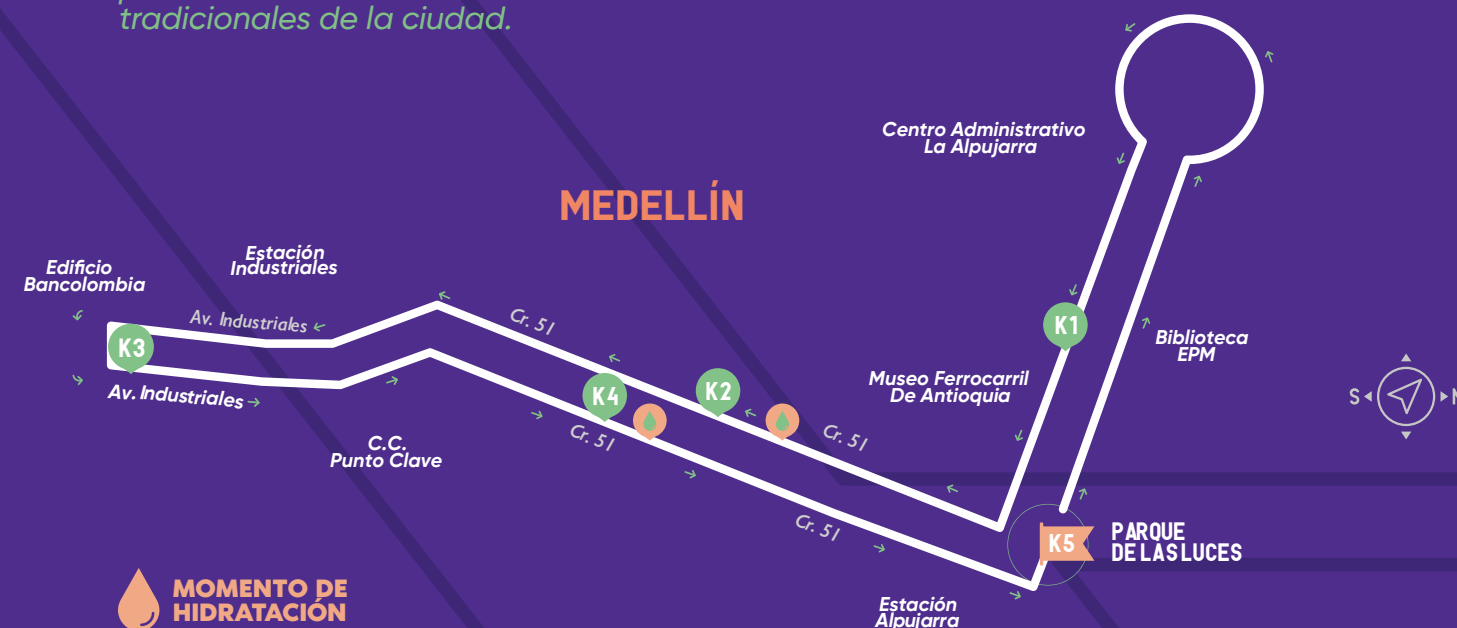 tradicionales de la ciudad.
Centro Administrativo
La Alpujarra
MEDELLÍN
Estación
Industriales
Edificio
Bancolombia
Av. Industriales
Cr. 51
K1
Biblioteca
EPM
K3
Museo Ferrocarril
De Antioquia
K2
K4
Av. Industriales
S
Cr. 51
Cr. 51
C.C.
Punto Clave
Cr. 51
K5
PARQUE
DE LAS LUCES
MOMENTO DE
HIDRATACIÓN
Estación
Alpujarra